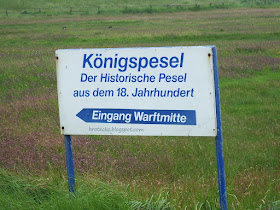 Königspesel
Der Historische Pesel
aus dem 18. Jahrhundert
Eingang Warftmitte